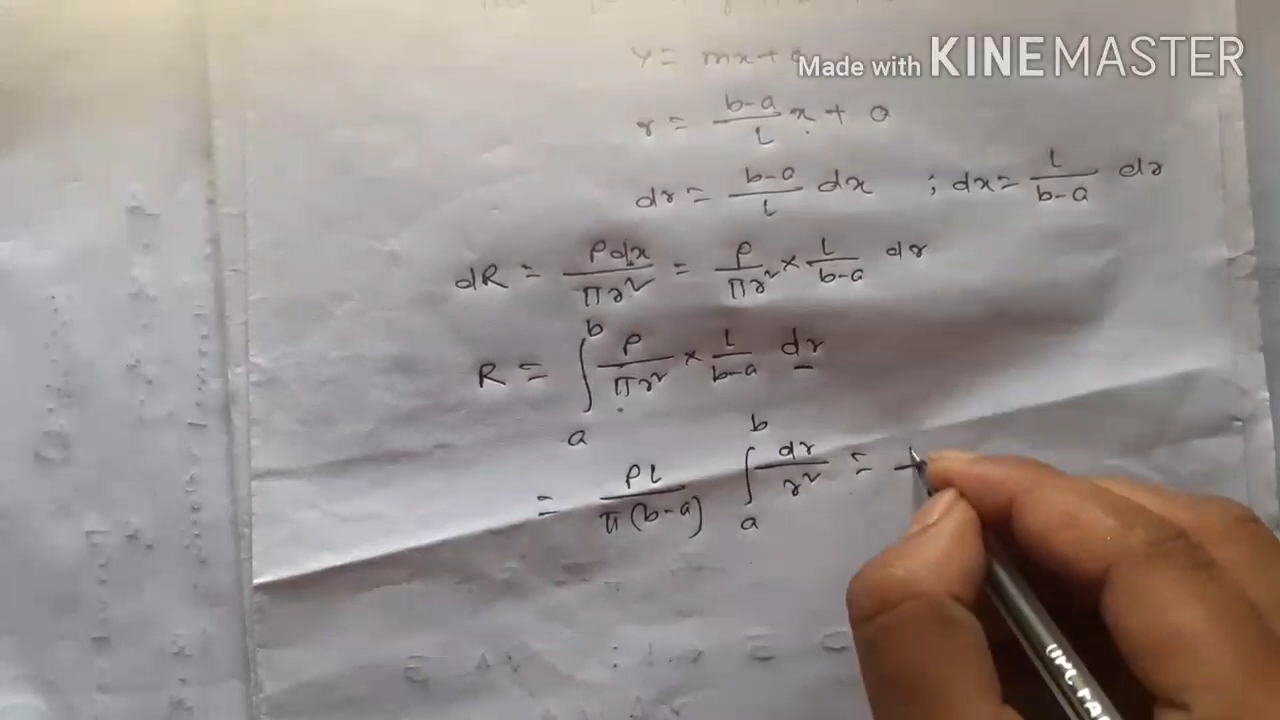 Made with KINEMASTER
y = mx +
r = b-a/L x + a
dr = b-a/L dx ; dx = L/b-a dr
dR = ρdx/πr² = ρ/πr² × L/b-a dr
R = ∫ₐᵇ ρ/πr² × L/b-a dr
= ρL/π(b-a) ∫ₐᵇ dr/r² =